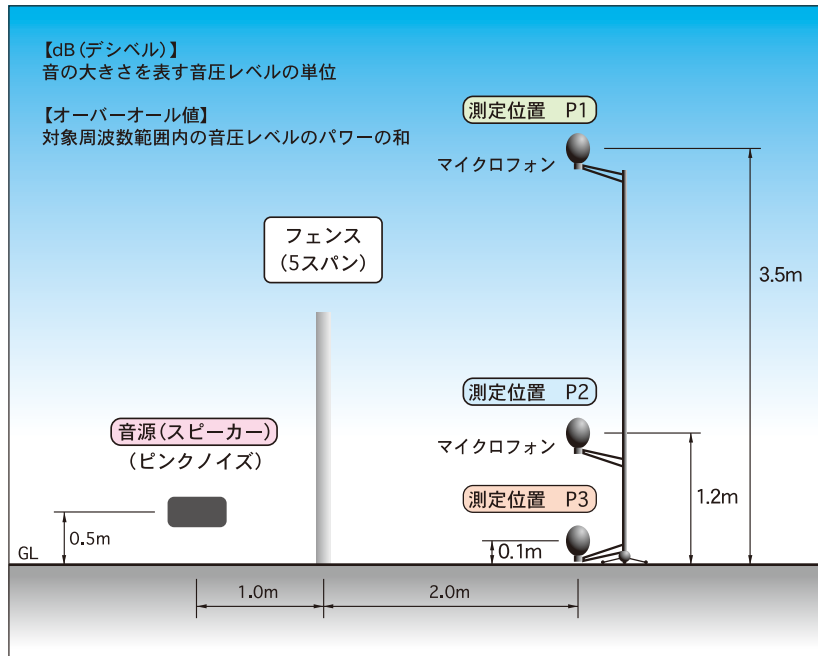 【dB(デシベル)】
音の大きさを表す音圧レベルの単位
【オーバーオール値】
対象周波数範囲内の音圧レベルのパワーの和
測定位置 P1
マイクロフォン
フェンス
(5スパン)
3.5m
測定位置 P2
マイクロフォン
音源(スピーカー)
(ピンクノイズ)
1.2m
測定位置 P3
0.5m
0.1m
GL
1.0m
2.0m